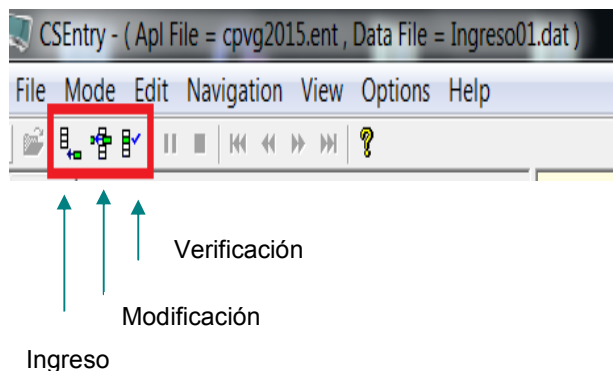 CSEntry - ( Apl File = cpvg2015.ent , Data File = Ingreso01.dat )
File Mode Edit Navigation View Options Help
?
Verificación
Modificación
Ingreso